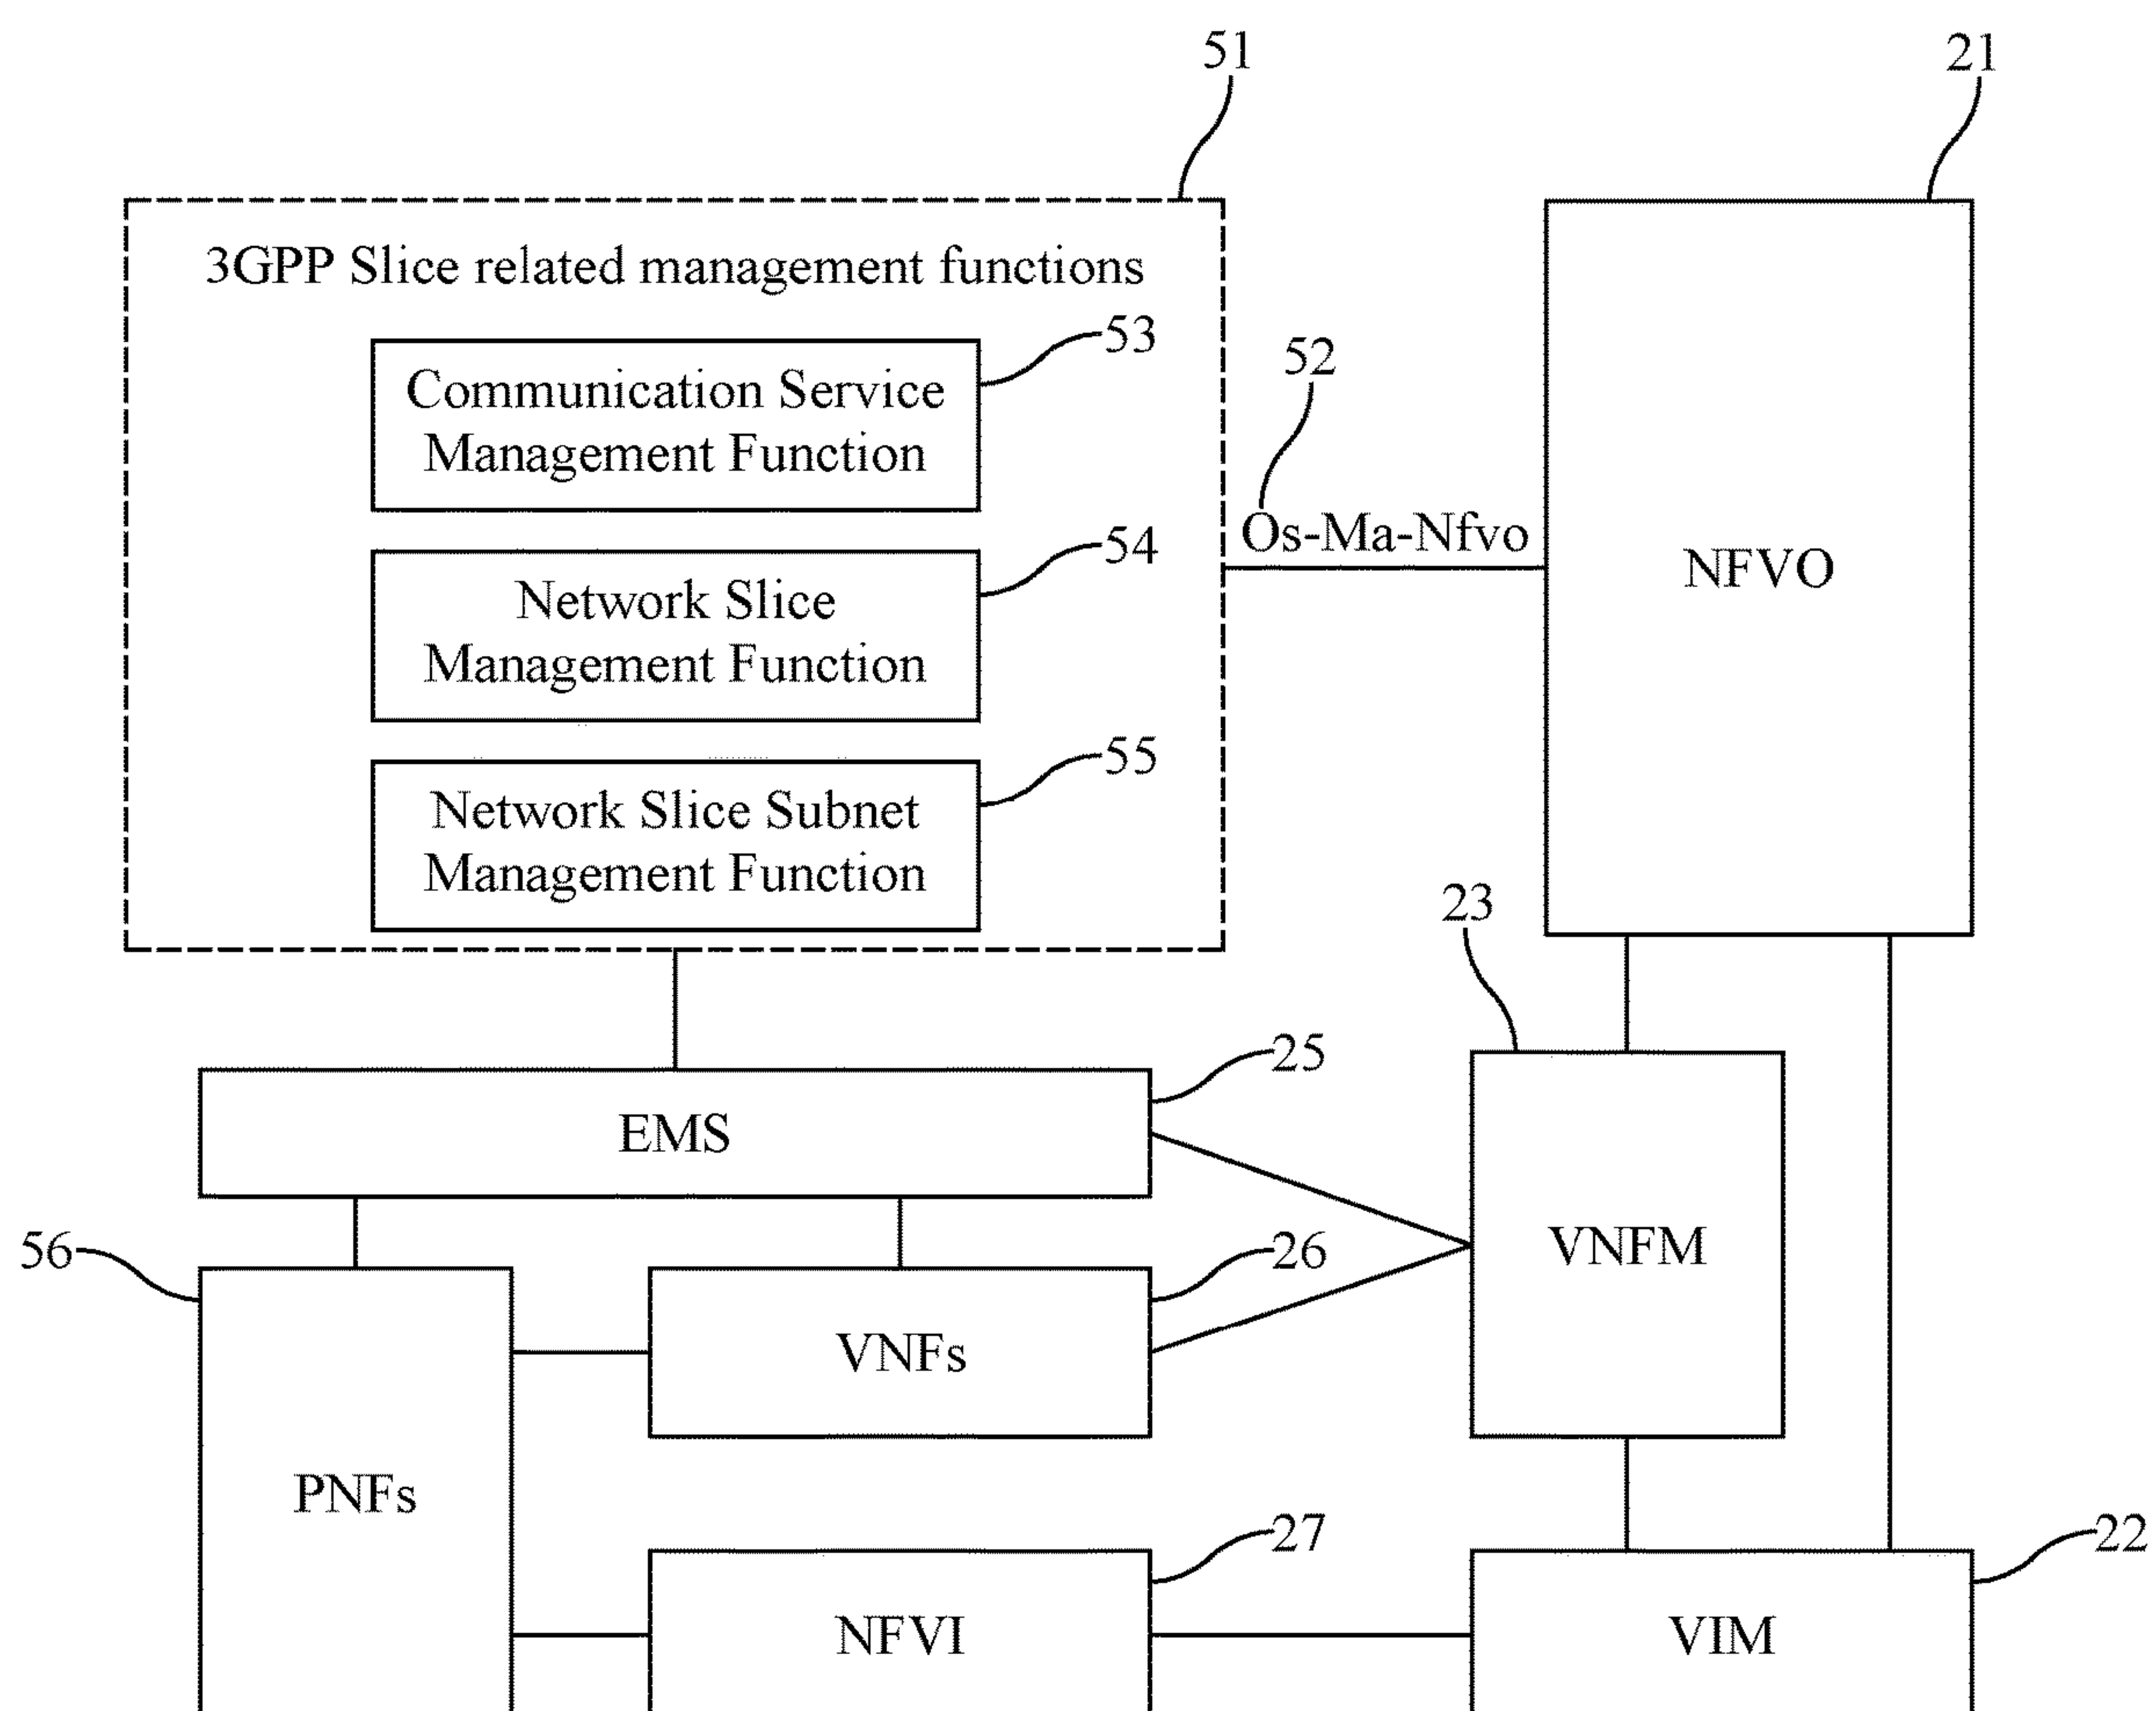 51
21
3GPP Slice related management functions
53
Communication Service
Management Function
52
Os-Ma-Nfvo
54
Network Slice
Management Function
NFVO
55
Network Slice Subnet
Management Function
23
25
EMS
56
26
VNFM
VNFs
PNFs
27
22
NFVI
VIM